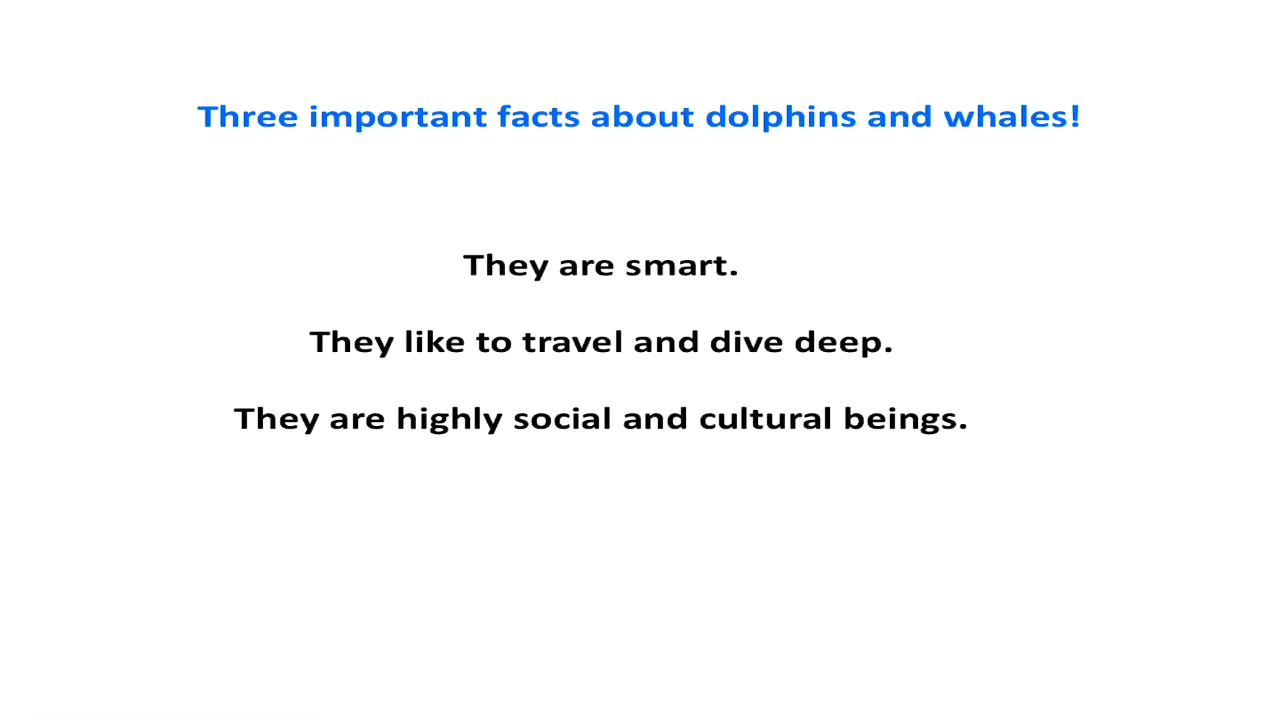 Three important facts about dolphins and whales!
They are smart.
They like to travel and dive deep.
They are highly social and cultural beings.